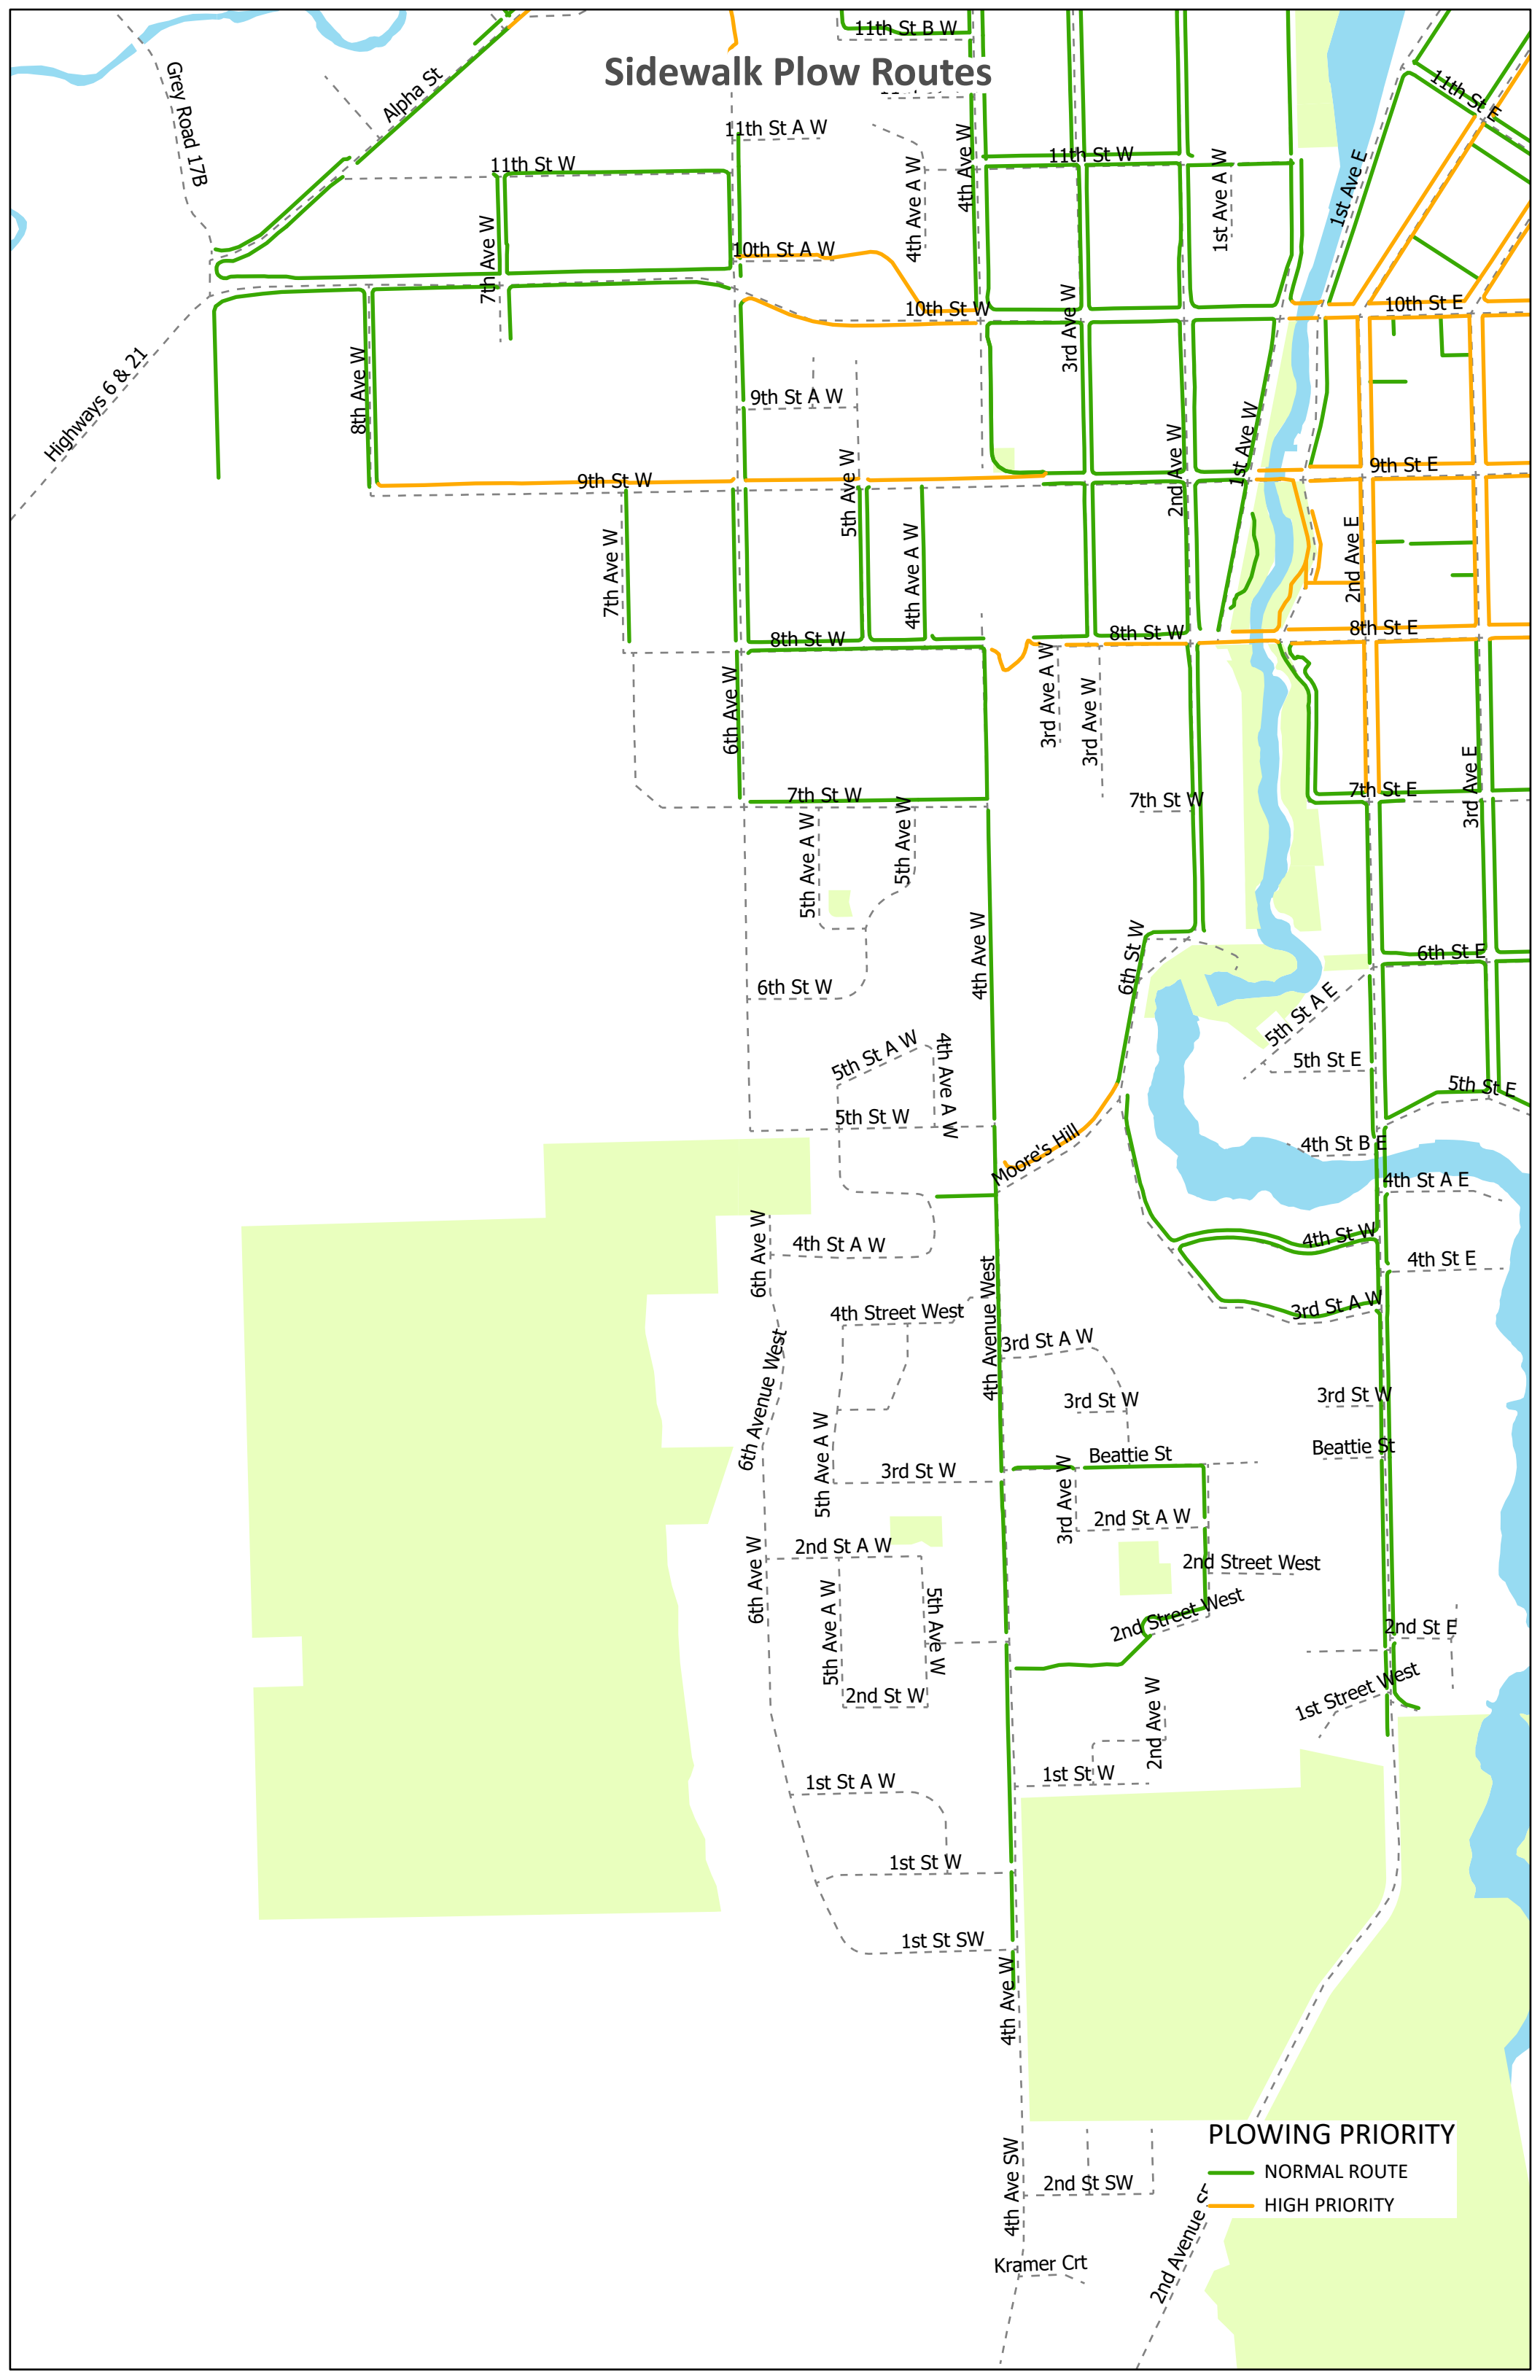 11th St B W
Sidewalk Plow Routes
Grey Road 17B
Alpha St
11th St E
11th St A W
11th St W
11th St W
4th Ave W
4th Ave A W
1st Ave A W
1st Ave E
7th Ave W
10th St A W
10th St W
10th St E
3rd Ave W
Highways 6 & 21
8th Ave W
9th St A W
9th St W
5th Ave W
2nd Ave W
1st Ave W
9th St E
7th Ave W
4th Ave A W
2nd Ave E
8th St W
8th St W
8th St E
6th Ave W
3rd Ave A W
3rd Ave W
3rd Ave E
7th St W
7th St W
7th St E
5th Ave A W
5th Ave W
4th Ave W
6th St W
6th St E
6th St W
5th St A E
5th St A W
4th Ave A W
5th St E
5th St E
5th St W
Moore's Hill
4th St B E
4th St A E
6th Ave W
4th St A W
4th St W
4th St E
4th Street West
4th Avenue West
3rd St A W
3rd St A W
6th Avenue West
3rd St W
3rd St W
5th Ave A W
3rd St W
Beattie St
Beattie St
3rd Ave W
2nd St A W
6th Ave W
2nd St A W
2nd Street West
5th Ave A W
5th Ave W
2nd Street West
2nd St E
2nd St W
2nd Ave W
1st Street West
1st St A W
1st St W
1st St W
1st St SW
4th Ave W
PLOWING PRIORITY
NORMAL ROUTE
HIGH PRIORITY
4th Ave SW
2nd St SW
Kramer Crt
2nd Avenue